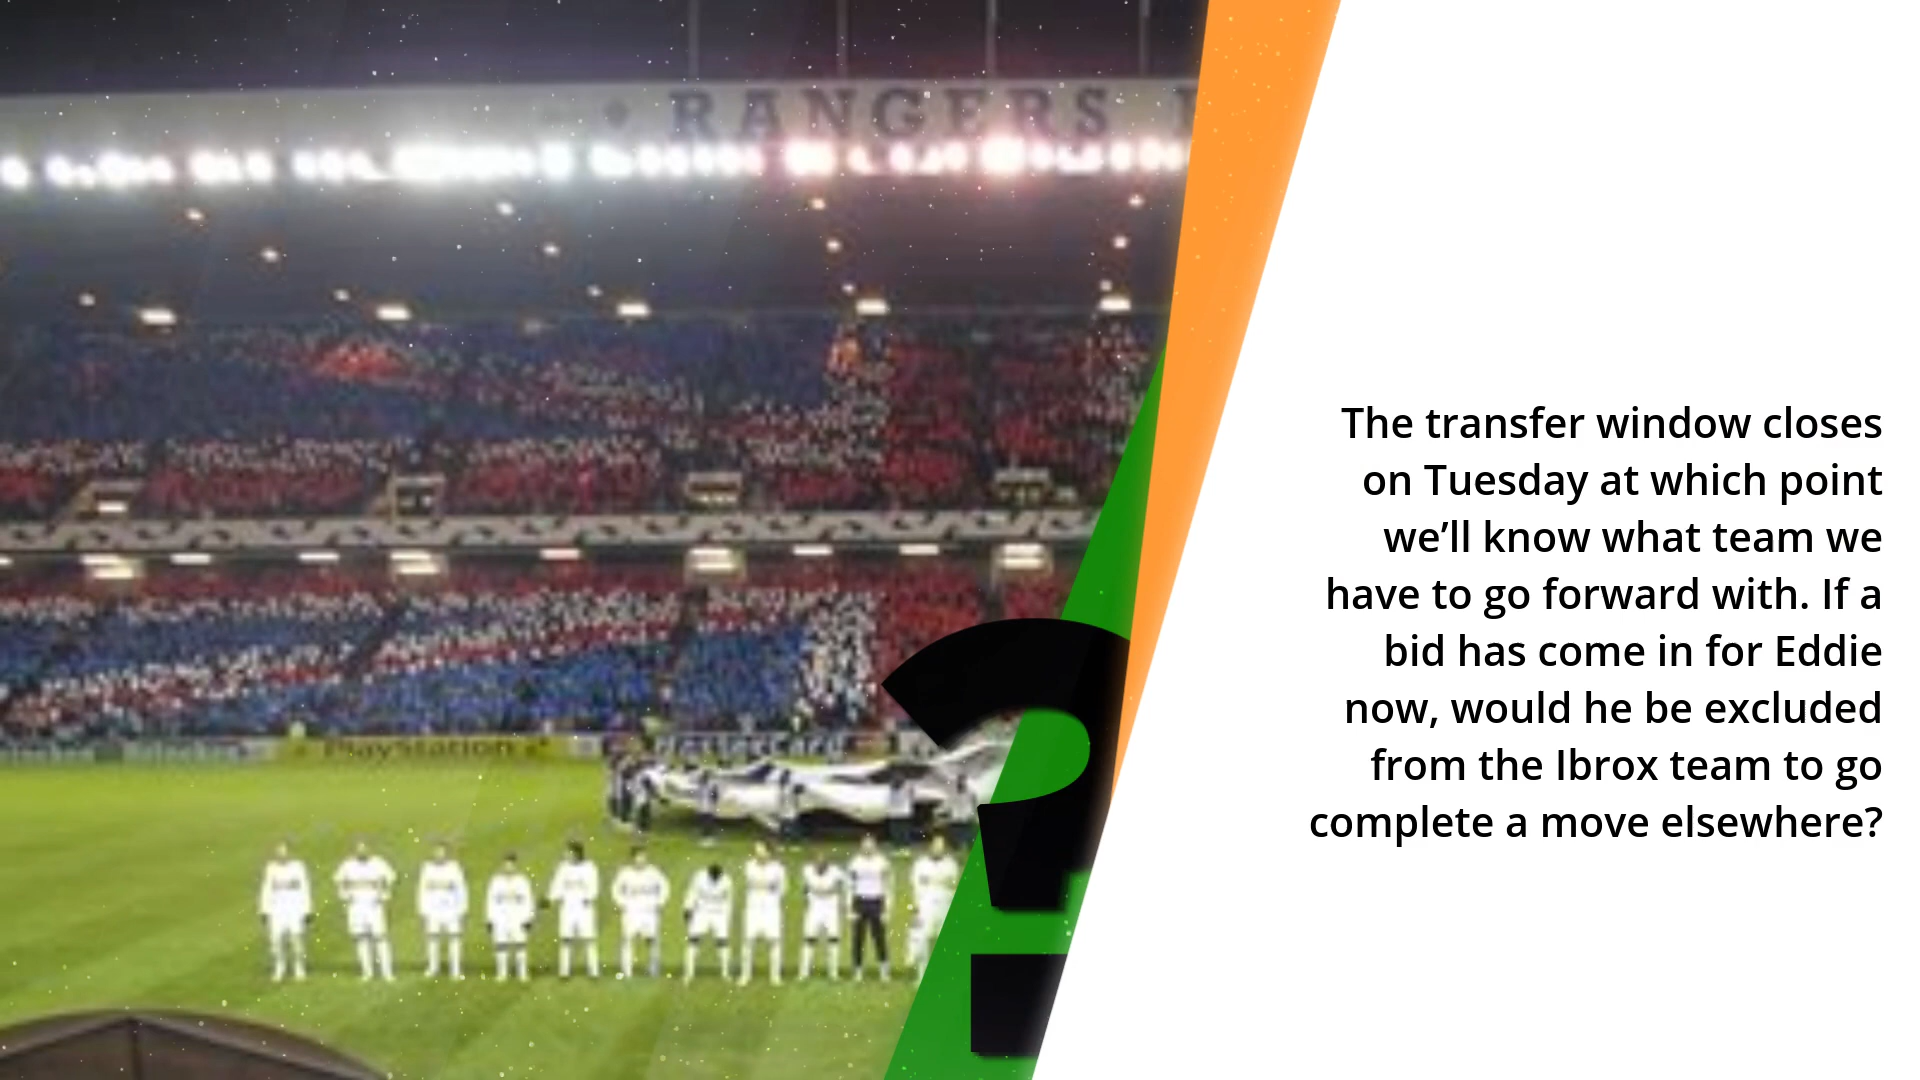 RANGERS
PlayStation
mastercard
?
The transfer window closes
on Tuesday at which point
we’ll know what team we
have to go forward with. If a
bid has come in for Eddie
now, would he be excluded
from the Ibrox team to go
complete a move elsewhere?